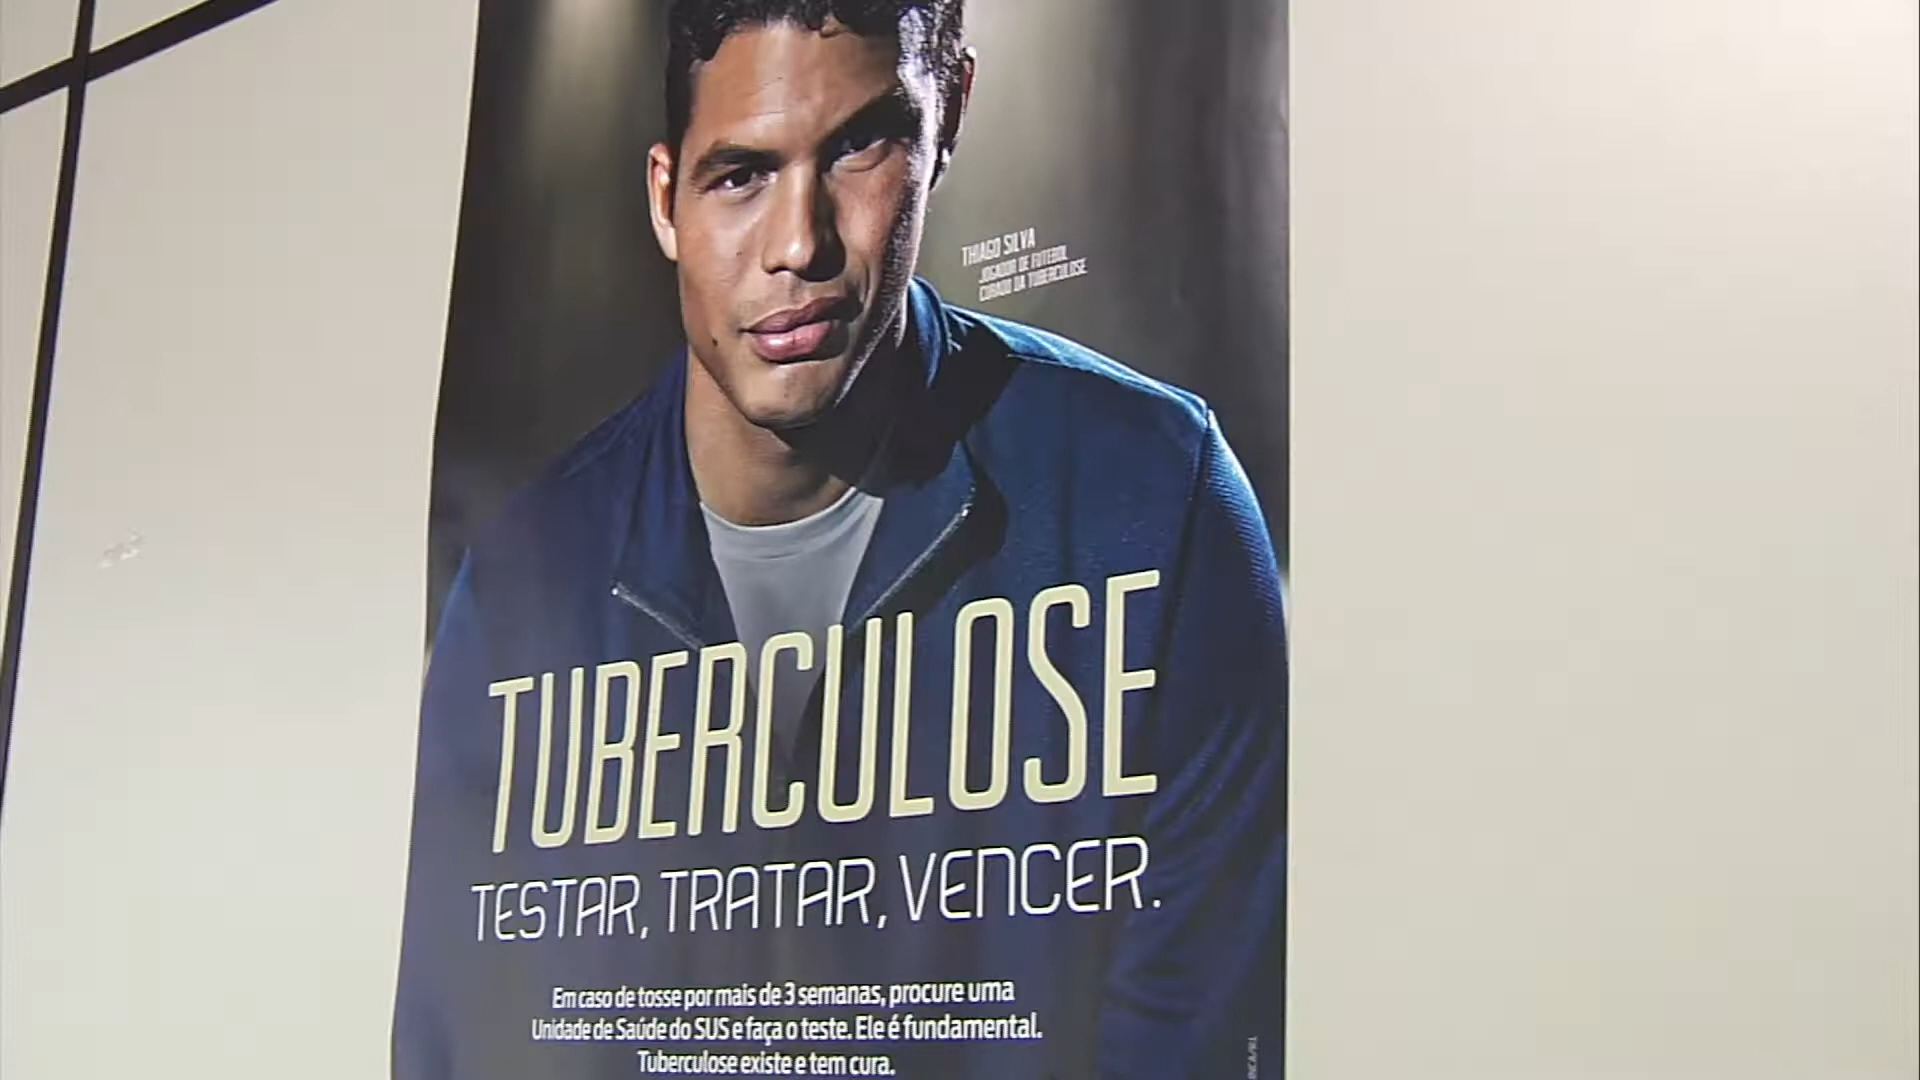 THIAGO SILVA
JOGADOR DE FUTEBOL
CURADO DA TUBERCULOSE
TUBERCULOSE
TESTAR, TRATAR, VENCER.
Em caso de tosse por mais de 3 semanas, procure uma
Unidade de Saúde do SUS e faça o teste. Ele é fundamental.
Tuberculose existe e tem cura.